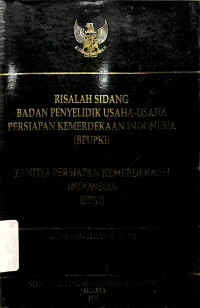 RISALAH SIDANG
BADAN PENYELIDIK USAHA-USAHA
PERSIAPAN KEMERDEKAAN INDONESIA
(BPUPKI)
PANITIA PERSIAPAN KEMERDEKAAN
INDONESIA
(PPKI)
JAKARTA